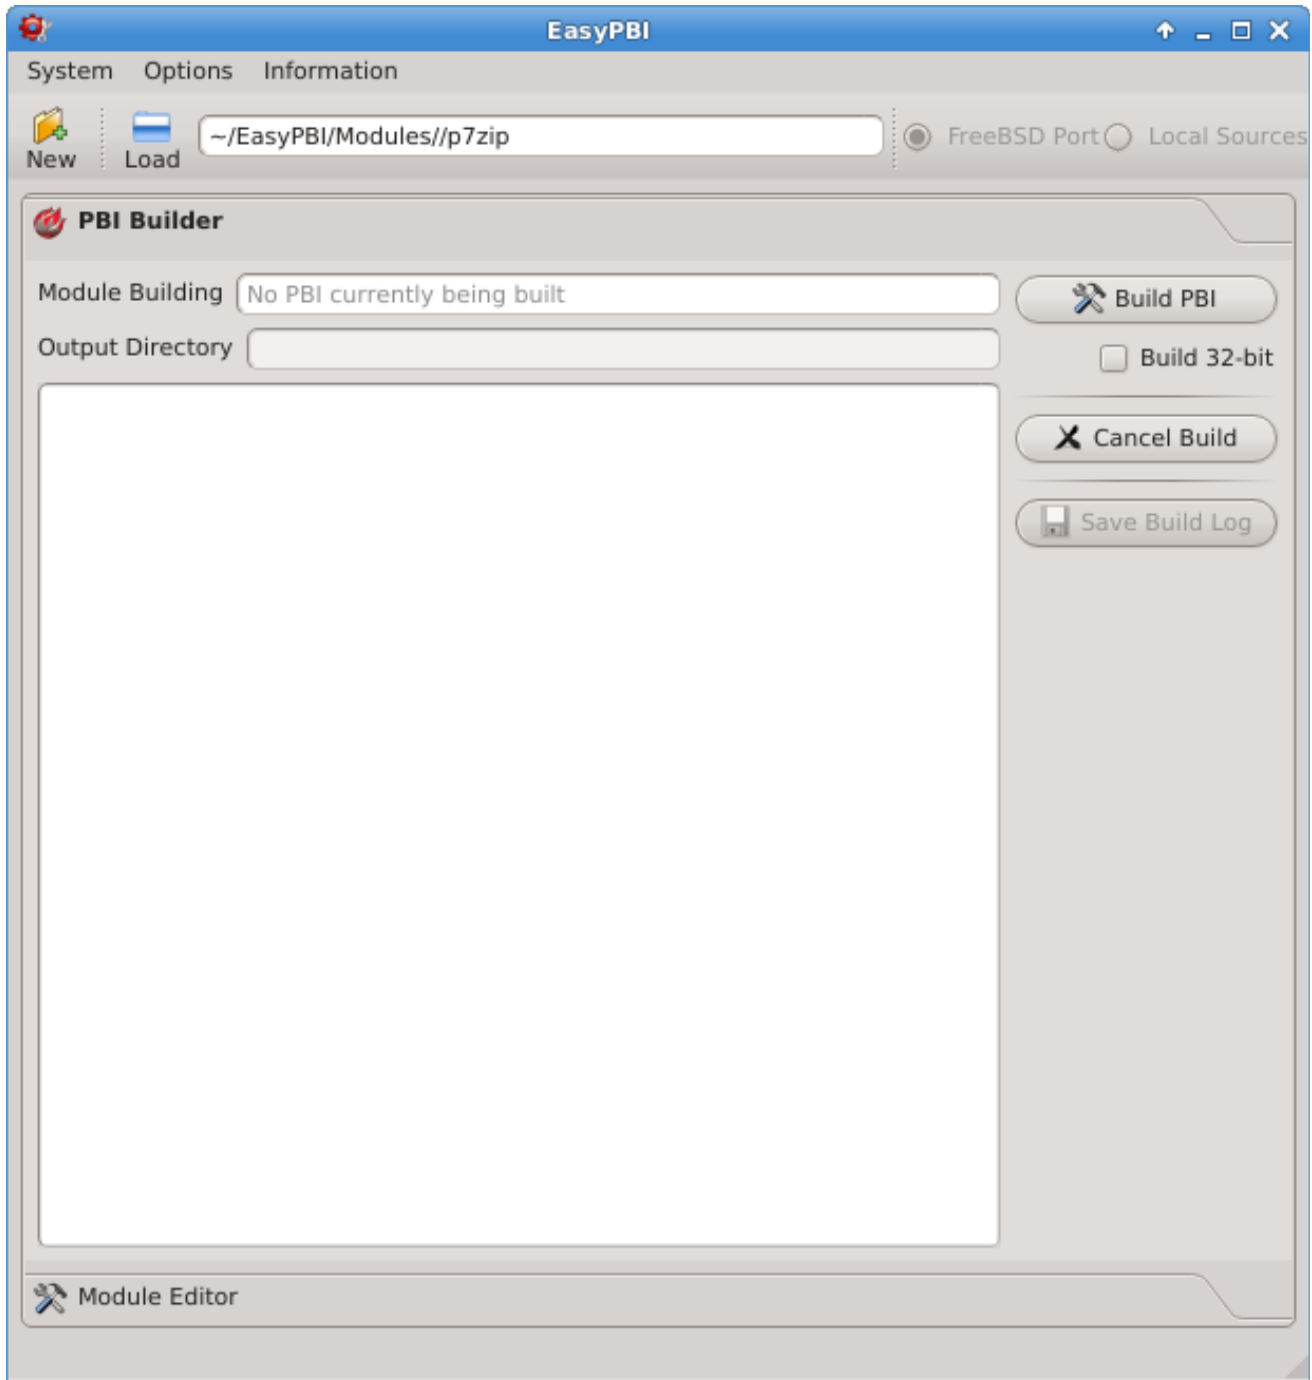 EasyPBI
System Options Information
New Load ~/EasyPBI/Modules//p7zip FreeBSD Port Local Sources
PBI Builder
Module Building No PBI currently being built Build PBI
Output Directory Build 32-bit
Cancel Build
Save Build Log
Module Editor